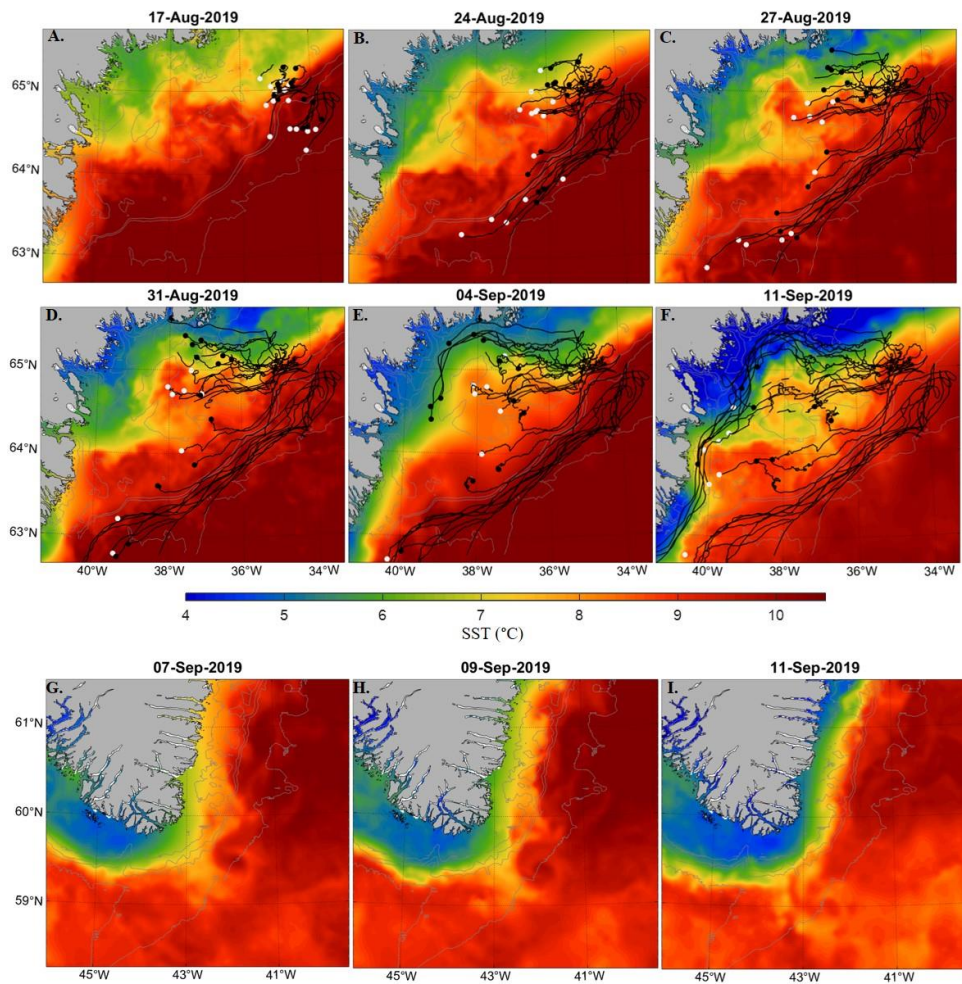 17-Aug-2019 24-Aug-2019 27-Aug-2019
A. B. C.
65°N
64°N
63°N
31-Aug-2019 04-Sep-2019 11-Sep-2019
D. E. F.
65°N
64°N
63°N
40°W 38°W 36°W 34°W 40°W 38°W 36°W 34°W 40°W 38°W 36°W 34°W
4 5 6 7 8 9 10
SST (°C)
07-Sep-2019 09-Sep-2019 11-Sep-2019
G. H. I.
61°N
60°N
59°N
45°W 43°W 41°W 45°W 43°W 41°W 45°W 43°W 41°W